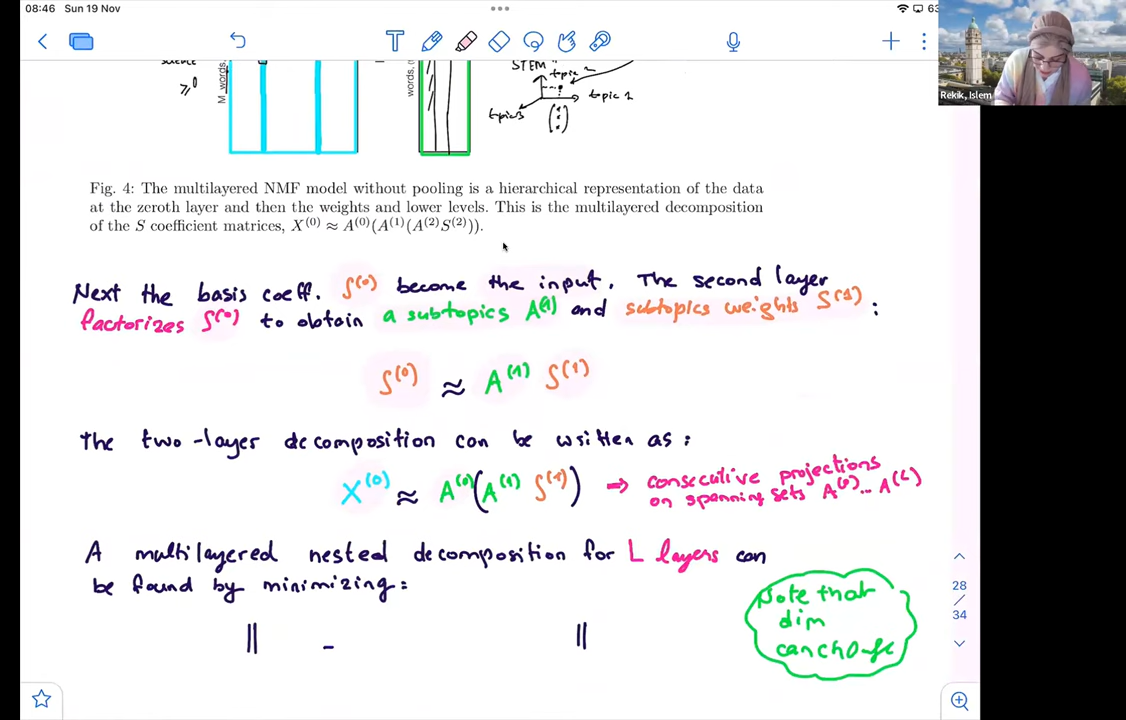 08:46 Sun 19 Nov
Rekik, Islem
M words,
words,
STEM
topic 2
topic 1
topic3
Fig. 4: The multilayered NMF model without pooling is a hierarchical representation of the data
at the zeroth layer and then the weights and lower levels. This is the multilayered decomposition
of the S coefficient matrices, X⁽⁰⁾ ≈ A⁽⁰⁾(A⁽¹⁾(A⁽²⁾S⁽²⁾)).
Next the basis coeff. S⁽⁰⁾ become the input. The second layer
factorizes S⁽⁰⁾ to obtain a subtopics A⁽¹⁾ and subtopics weights S⁽¹⁾ :
S⁽⁰⁾ ≈ A⁽¹⁾ S⁽¹⁾
The two-layer decomposition can be written as :
X⁽⁰⁾ ≈ A⁽⁰⁾(A⁽¹⁾ S⁽¹⁾) → consecutive projections
on spanning sets A⁽⁰⁾... A⁽ᴸ⁾
A multilayered nested decomposition for L layers can
be found by minimizing :
|| - ||
Note that
dim
28
/
34